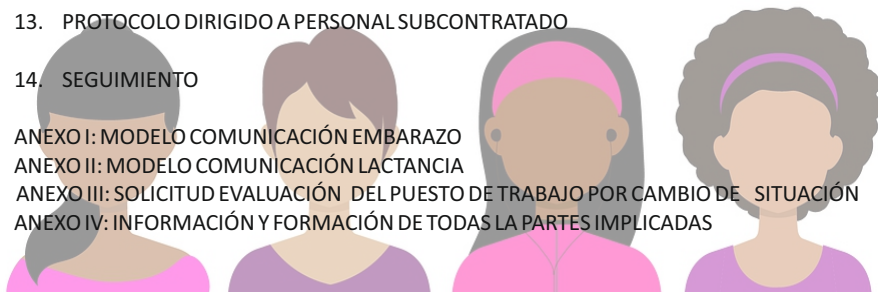 13. PROTOCOLO DIRIGIDO A PERSONAL SUBCONTRATADO
14. SEGUIMIENTO
ANEXO I: MODELO COMUNICACIÓN EMBARAZO
ANEXO II: MODELO COMUNICACIÓN LACTANCIA
ANEXO III: SOLICITUD EVALUACIÓN DEL PUESTO DE TRABAJO POR CAMBIO DE SITUACIÓN
ANEXO IV: INFORMACIÓN Y FORMACIÓN DE TODAS LA PARTES IMPLICADAS